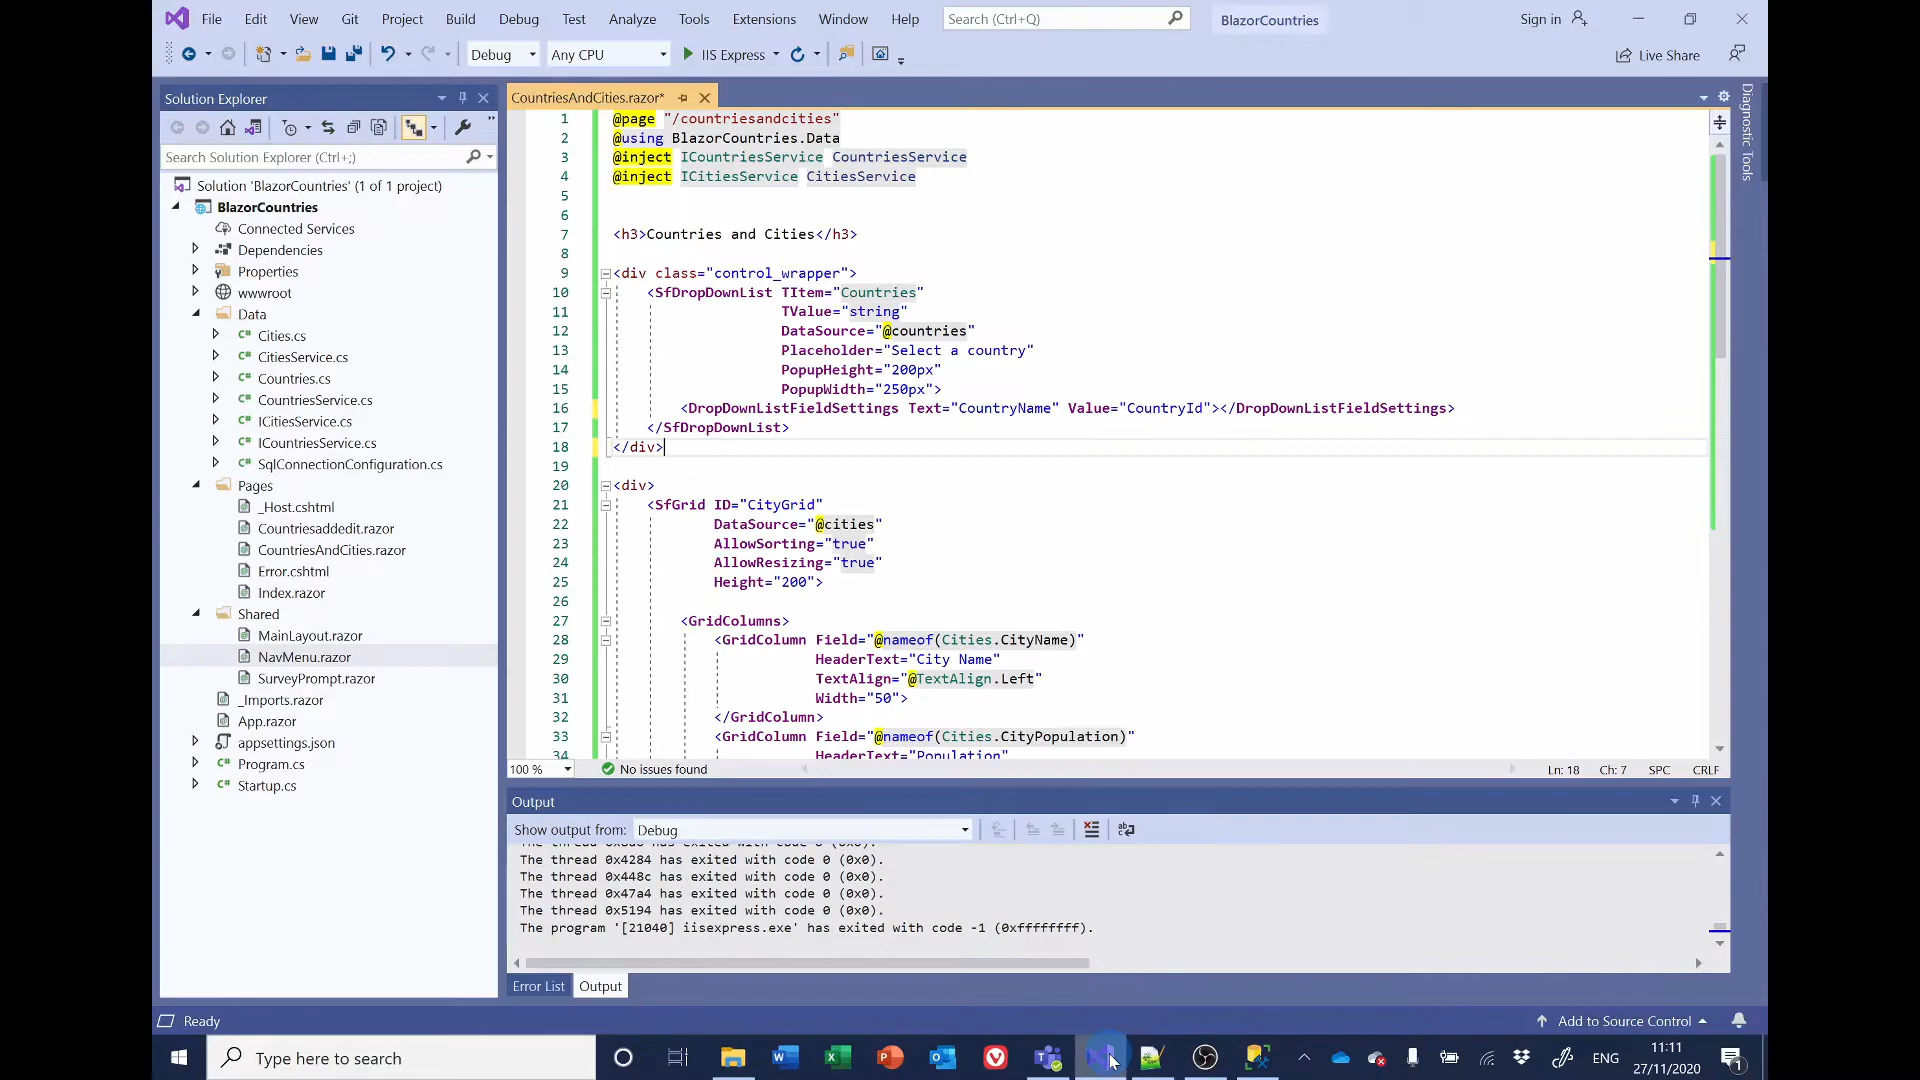 File Edit View Git Project Build Debug Test Analyze Tools Extensions Window Help Search (Ctrl+Q) BlazorCountries Sign in
Debug Any CPU IIS Express Live Share
Solution Explorer
Search Solution Explorer (Ctrl+;)
Solution 'BlazorCountries' (1 of 1 project)
BlazorCountries
Connected Services
Dependencies
Properties
wwwroot
Data
Cities.cs
CitiesService.cs
Countries.cs
CountriesService.cs
ICitiesService.cs
ICountriesService.cs
SqlConnectionConfiguration.cs
Pages
_Host.cshtml
Countriesaddedit.razor
CountriesAndCities.razor
Error.cshtml
Index.razor
Shared
MainLayout.razor
NavMenu.razor
SurveyPrompt.razor
_Imports.razor
App.razor
appsettings.json
Program.cs
Startup.cs
CountriesAndCities.razor*
1 @page "/countriesandcities"
2 @using BlazorCountries.Data
3 @inject ICountriesService CountriesService
4 @inject ICitiesService CitiesService
5
6
7 <h3>Countries and Cities</h3>
8
9 <div class="control_wrapper">
10 <SfDropDownList TItem="Countries"
11 TValue="string"
12 DataSource="@countries"
13 Placeholder="Select a country"
14 PopupHeight="200px"
15 PopupWidth="250px">
16 <DropDownListFieldSettings Text="CountryName" Value="CountryId"></DropDownListFieldSettings>
17 </SfDropDownList>
18 </div>
19
20 <div>
21 <SfGrid ID="CityGrid"
22 DataSource="@cities"
23 AllowSorting="true"
24 AllowResizing="true"
25 Height="200">
26
27 <GridColumns>
28 <GridColumn Field="@nameof(Cities.CityName)"
29 HeaderText="City Name"
30 TextAlign="@TextAlign.Left"
31 Width="50">
32 </GridColumn>
33 <GridColumn Field="@nameof(Cities.CityPopulation)"
34 HeaderText="Population"
100 % No issues found Ln: 18 Ch: 7 SPC CRLF
Diagnostic Tools
Output
Show output from: Debug
The thread 0x4284 has exited with code 0 (0x0).
The thread 0x448c has exited with code 0 (0x0).
The thread 0x47a4 has exited with code 0 (0x0).
The thread 0x5194 has exited with code 0 (0x0).
The program '[21040] iisexpress.exe' has exited with code -1 (0xffffffff).
Error List Output
Ready Add to Source Control
Type here to search ENG 11:11
27/11/2020 1